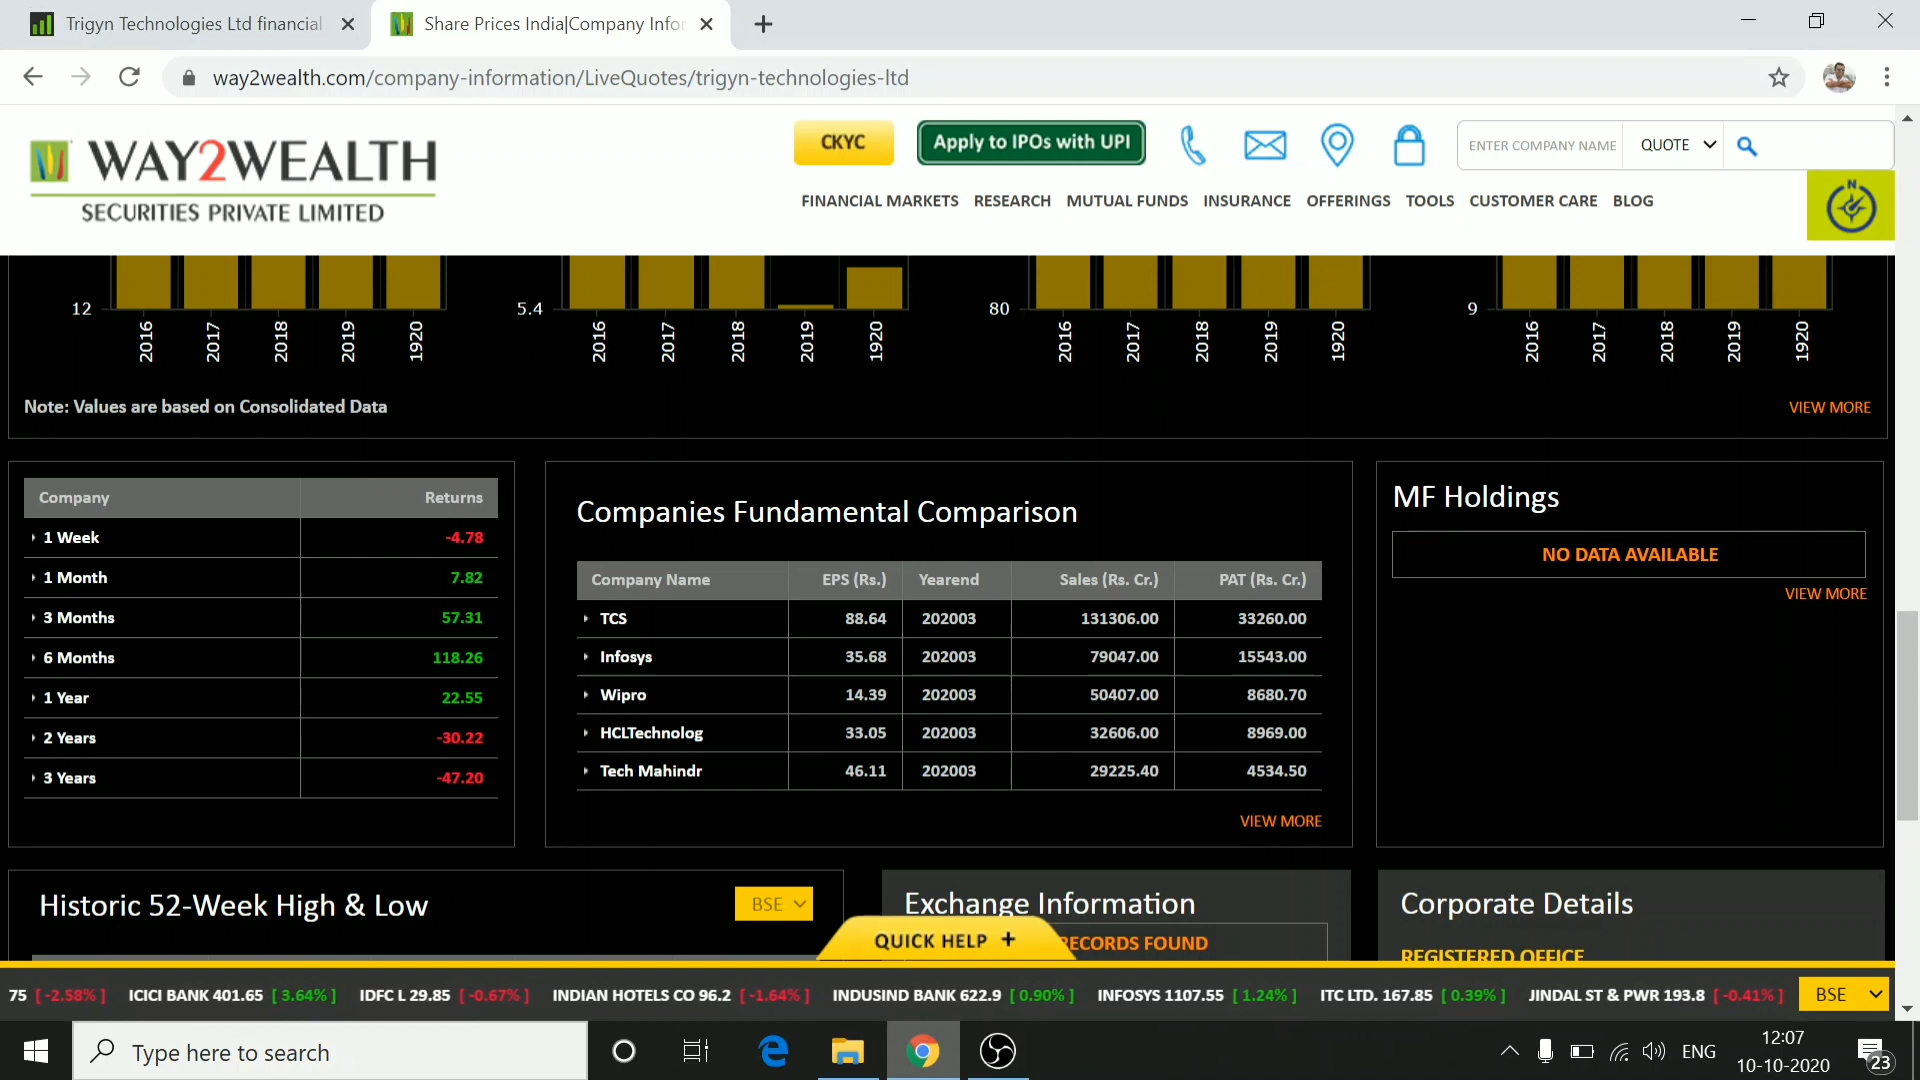 Trigyn Technologies Ltd financial
Share Prices India|Company Infor
way2wealth.com/company-information/LiveQuotes/trigyn-technologies-ltd
WAY2WEALTH
SECURITIES PRIVATE LIMITED
CKYC
Apply to IPOs with UPI
ENTER COMPANY NAME
QUOTE
N
FINANCIAL MARKETS RESEARCH MUTUAL FUNDS INSURANCE OFFERINGS TOOLS CUSTOMER CARE BLOG
12
2016 2017 2018 2019 1920
5.4
2016 2017 2018 2019 1920
80
2016 2017 2018 2019 1920
9
2016 2017 2018 2019 1920
Note: Values are based on Consolidated Data
VIEW MORE
Company Returns
1 Week -4.78
1 Month 7.82
3 Months 57.31
6 Months 118.26
1 Year 22.55
2 Years -30.22
3 Years -47.20
Companies Fundamental Comparison
Company Name EPS (Rs.) Yearend Sales (Rs. Cr.) PAT (Rs. Cr.)
TCS 88.64 202003 131306.00 33260.00
Infosys 35.68 202003 79047.00 15543.00
Wipro 14.39 202003 50407.00 8680.70
HCLTechnolog 33.05 202003 32606.00 8969.00
Tech Mahindr 46.11 202003 29225.40 4534.50
VIEW MORE
MF Holdings
NO DATA AVAILABLE
VIEW MORE
Historic 52-Week High & Low
BSE
Exchange Information
RECORDS FOUND
Corporate Details
REGISTERED OFFICE
QUICK HELP +
75 [ -2.58% ] ICICI BANK 401.65 [ 3.64% ] IDFC L 29.85 [ -0.67% ] INDIAN HOTELS CO 96.2 [ -1.64% ] INDUSIND BANK 622.9 [ 0.90% ] INFOSYS 1107.55 [ 1.24% ] ITC LTD. 167.85 [ 0.39% ] JINDAL ST & PWR 193.8 [ -0.41% ]
BSE
Type here to search
ENG
12:07
10-10-2020
23